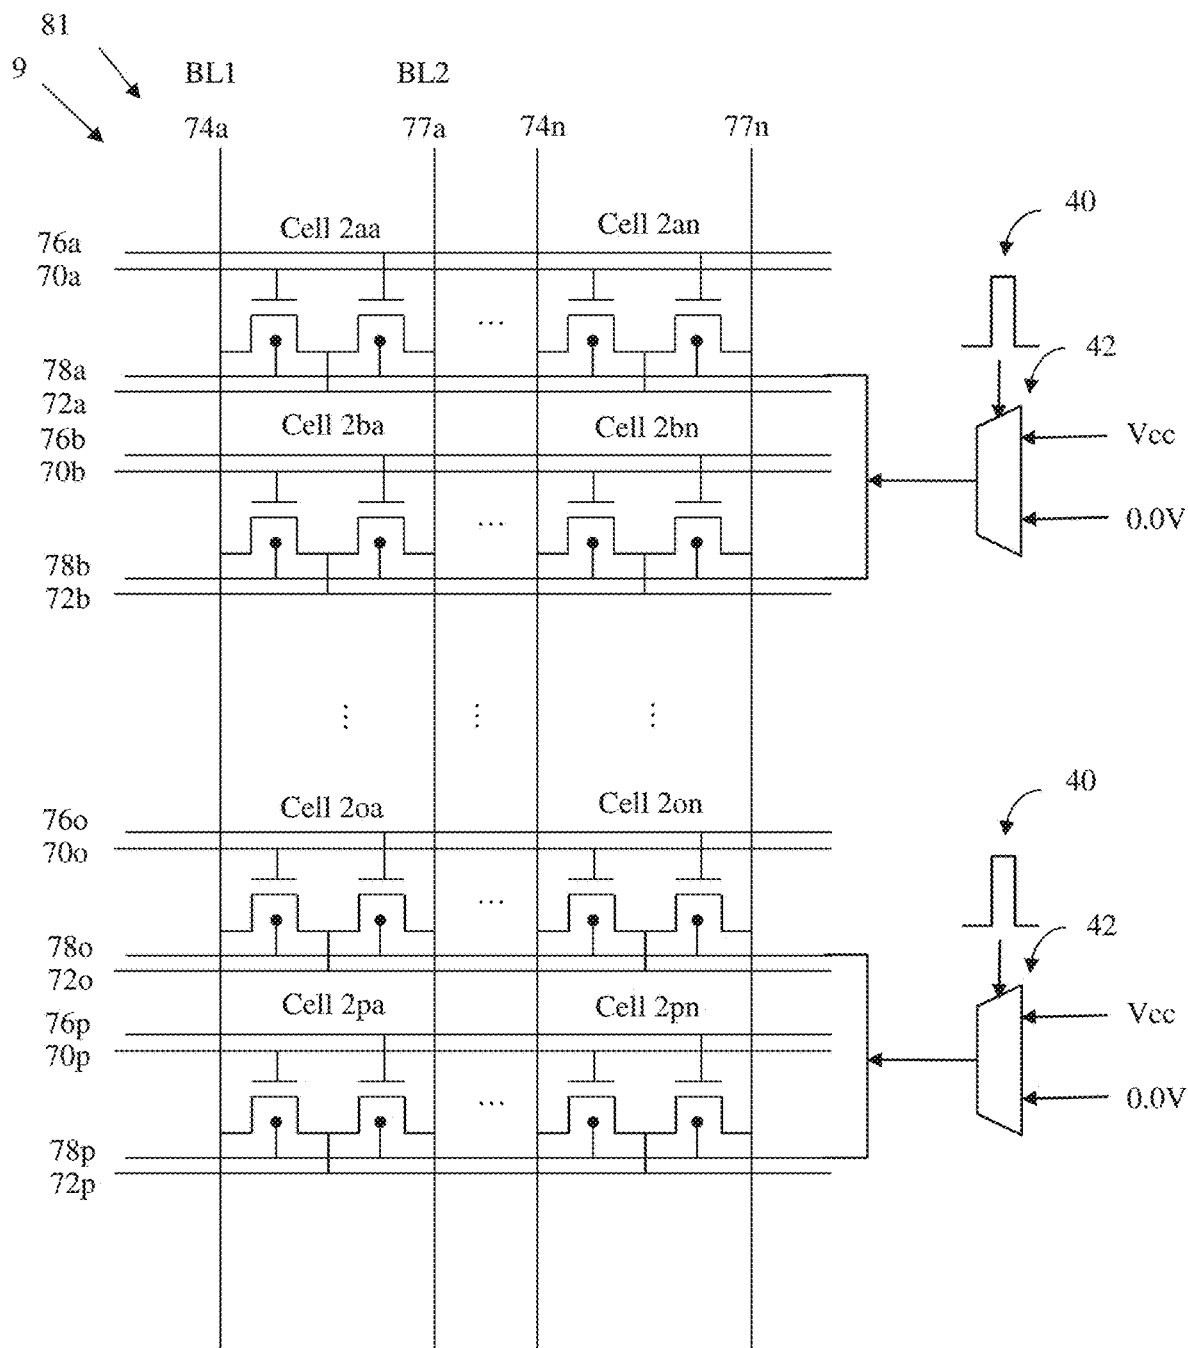 81
9
BL1 BL2
74a 77a 74n 77n
40
Cell 2aa Cell 2an
76a
70a
...
42
78a
72a
Cell 2ba Cell 2bn
76b
Vcc
70b
...
0.0V
78b
72b
...
40
Cell 2oa Cell 2on
76o
70o
...
42
78o
72o
Cell 2pa Cell 2pn
76p
Vcc
70p
...
0.0V
78p
72p